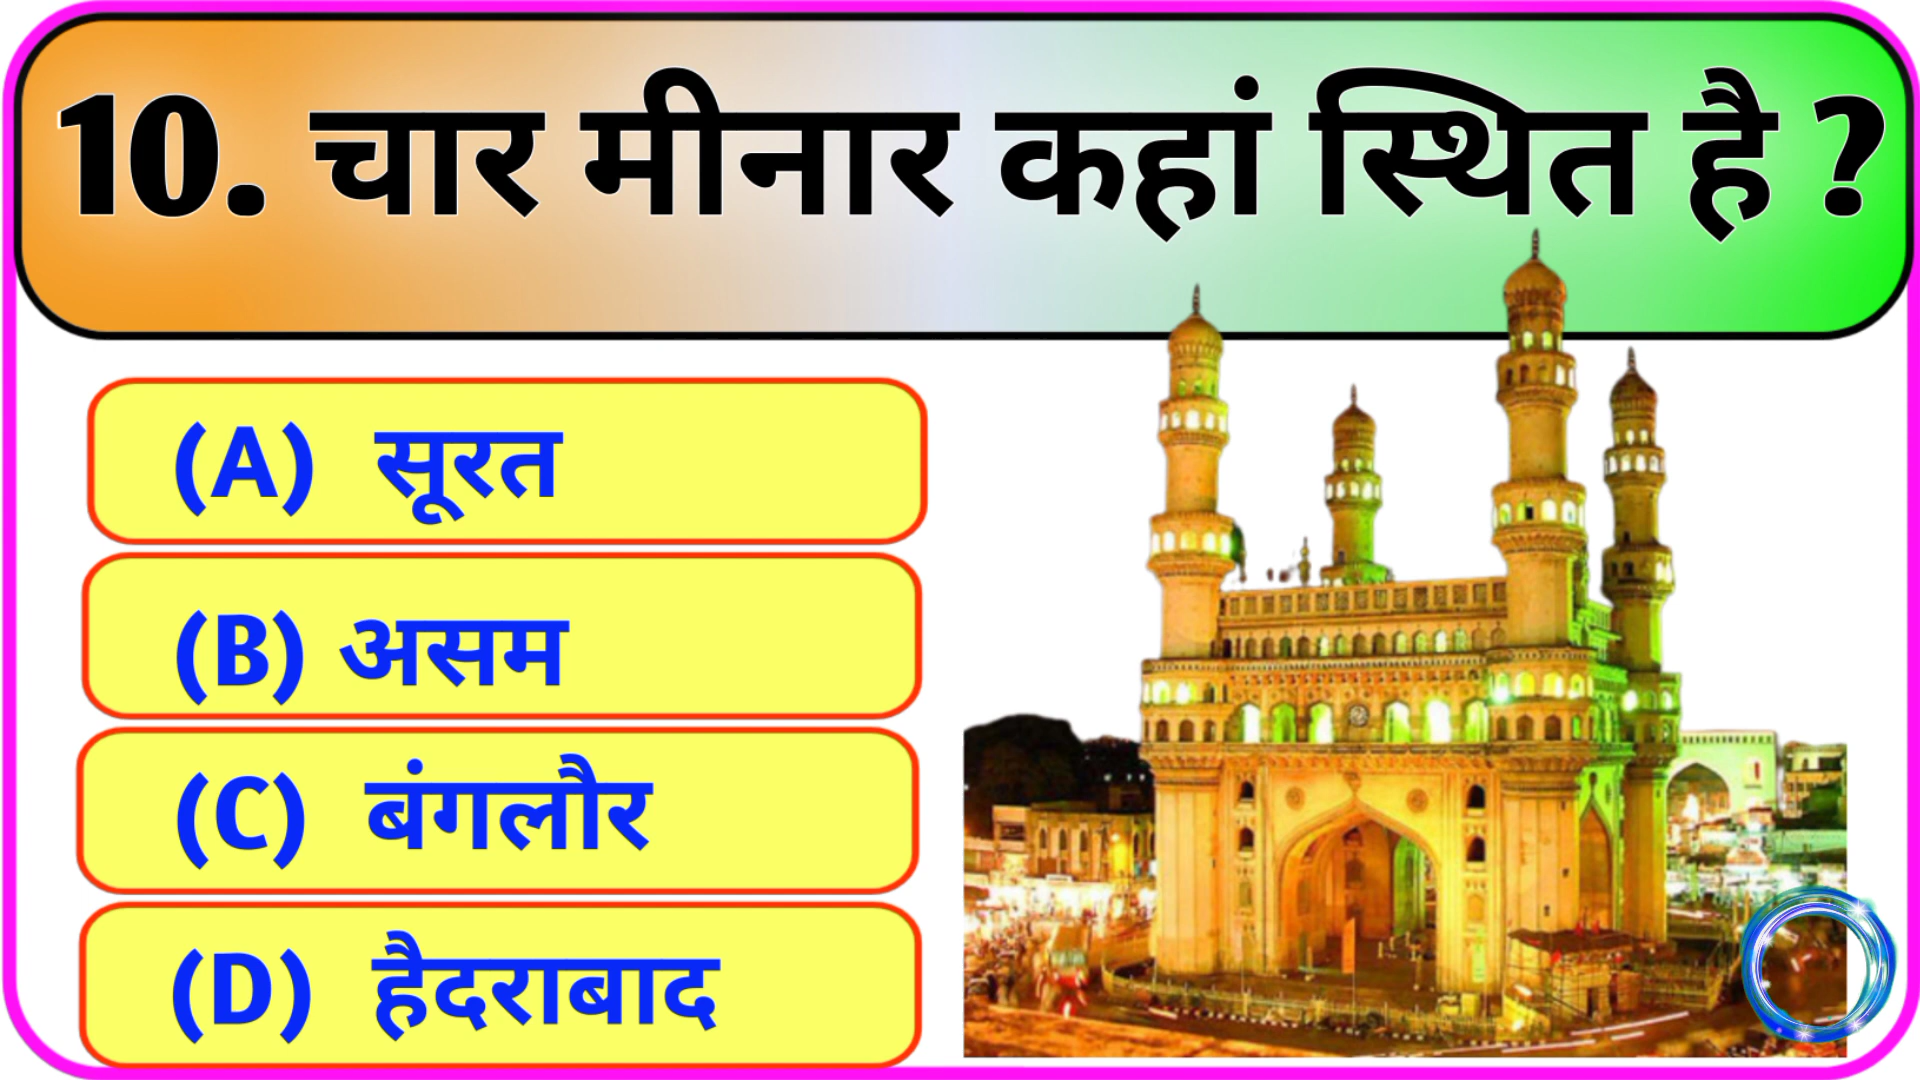 10. चार मीनार कहां स्थित है ?
(A) सूरत
(B) असम
(C) बंगलौर
(D) हैदराबाद